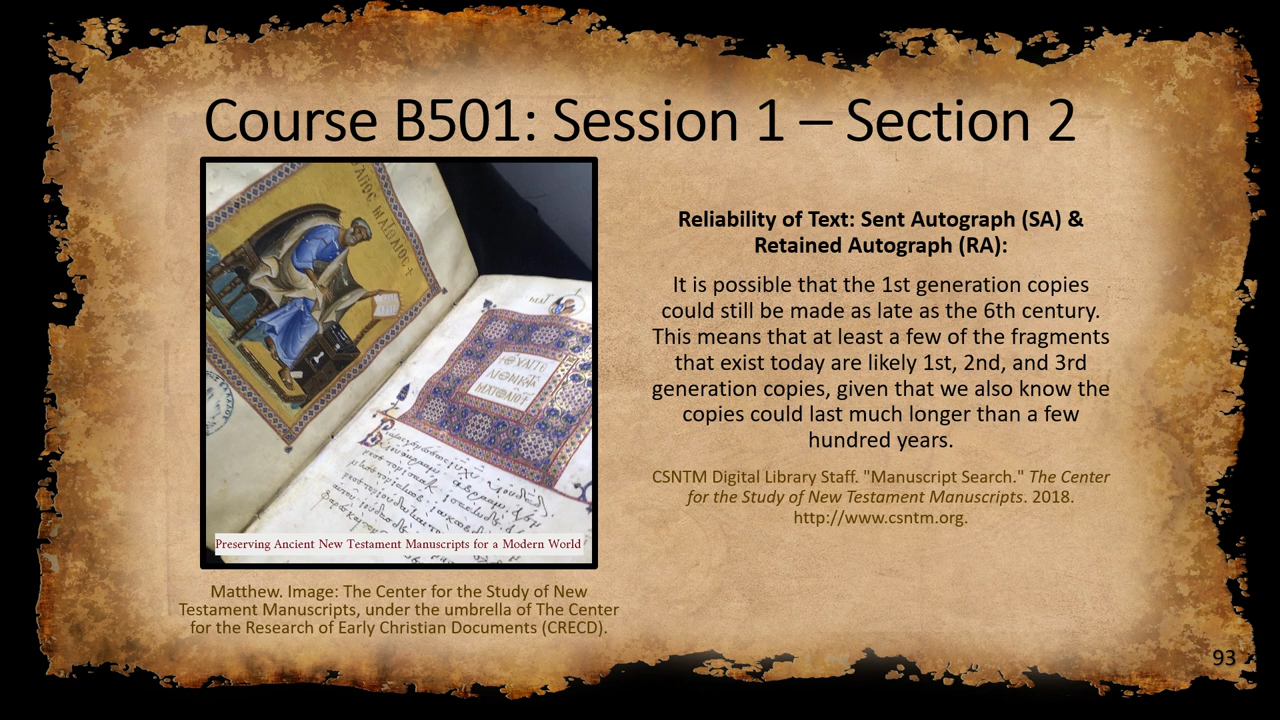 Course B501: Session 1 – Section 2
Reliability of Text: Sent Autograph (SA) &
Retained Autograph (RA):
It is possible that the 1st generation copies
could still be made as late as the 6th century.
This means that at least a few of the fragments
that exist today are likely 1st, 2nd, and 3rd
generation copies, given that we also know the
copies could last much longer than a few
hundred years.
CSNTM Digital Library Staff. "Manuscript Search." The Center
for the Study of New Testament Manuscripts. 2018.
http://www.csntm.org.
Preserving Ancient New Testament Manuscripts for a Modern World
Matthew. Image: The Center for the Study of New
Testament Manuscripts, under the umbrella of The Center
for the Research of Early Christian Documents (CRECD).
93